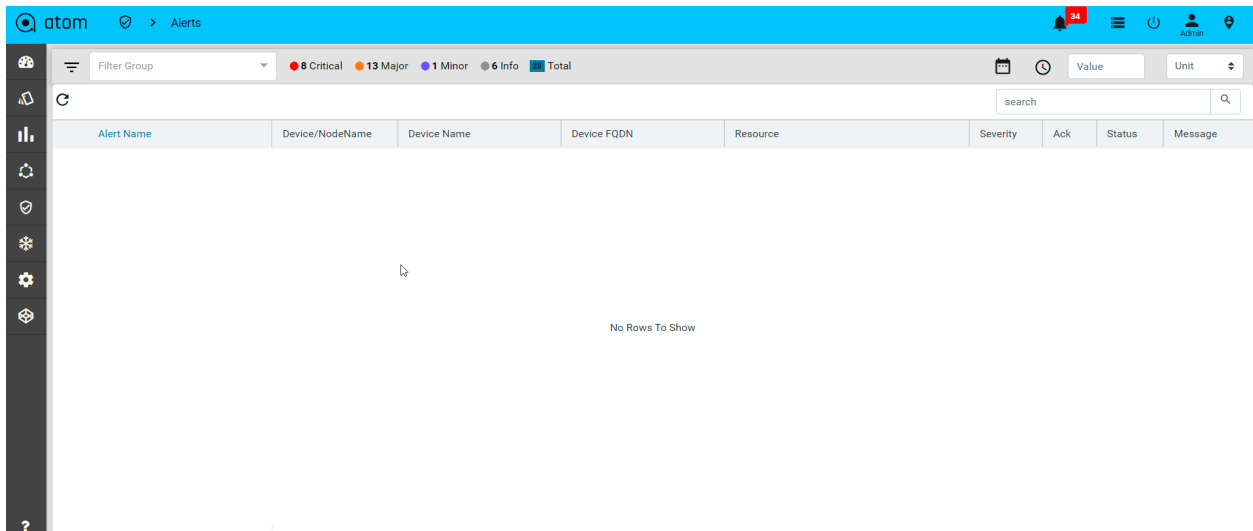 atom > Alerts 34 Admin
Filter Group 8 Critical 13 Major 1 Minor 6 Info 28 Total Value Unit
search
Alert Name Device/NodeName Device Name Device FQDN Resource Severity Ack Status Message
No Rows To Show
?